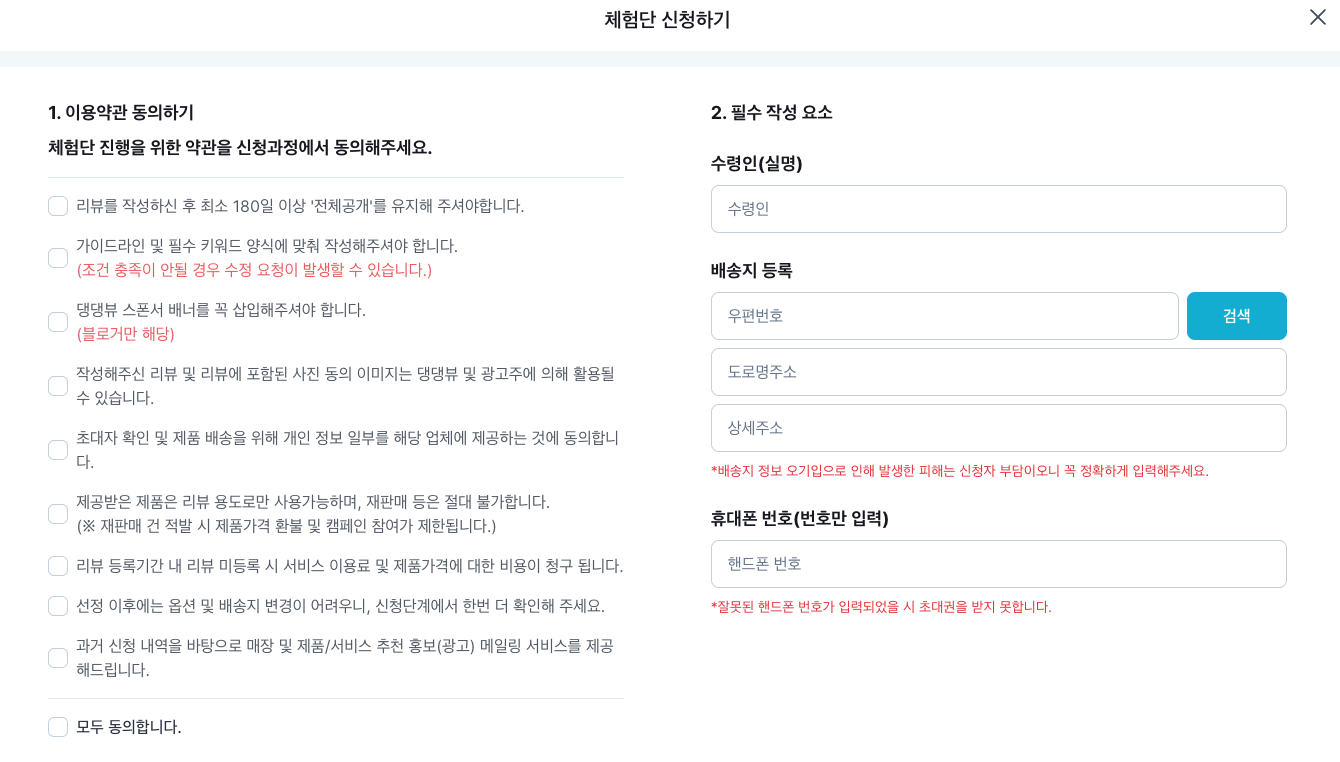 체험단 신청하기
1. 이용약관 동의하기
체험단 진행을 위한 약관을 신청과정에서 동의해주세요.
리뷰를 작성하신 후 최소 180일 이상 '전체공개'를 유지해 주셔야합니다.
가이드라인 및 필수 키워드 양식에 맞춰 작성해주셔야 합니다.
(조건 충족이 안될 경우 수정 요청이 발생할 수 있습니다.)
댕댕뷰 스폰서 배너를 꼭 삽입해주셔야 합니다.
(블로거만 해당)
작성해주신 리뷰 및 리뷰에 포함된 사진 동의 이미지는 댕댕뷰 및 광고주에 의해 활용될
수 있습니다.
초대자 확인 및 제품 배송을 위해 개인 정보 일부를 해당 업체에 제공하는 것에 동의합니
다.
제공받은 제품은 리뷰 용도로만 사용가능하며, 재판매 등은 절대 불가합니다.
(※ 재판매 건 적발 시 제품가격 환불 및 캠페인 참여가 제한됩니다.)
리뷰 등록기간 내 리뷰 미등록 시 서비스 이용료 및 제품가격에 대한 비용이 청구 됩니다.
선정 이후에는 옵션 및 배송지 변경이 어려우니, 신청단계에서 한번 더 확인해 주세요.
과거 신청 내역을 바탕으로 매장 및 제품/서비스 추천 홍보(광고) 메일링 서비스를 제공
해드립니다.
모두 동의합니다.
2. 필수 작성 요소
수령인(실명)
수령인
배송지 등록
우편번호
검색
도로명주소
상세주소
*배송지 정보 오기입으로 인해 발생한 피해는 신청자 부담이오니 꼭 정확하게 입력해주세요.
휴대폰 번호(번호만 입력)
핸드폰 번호
*잘못된 핸드폰 번호가 입력되었을 시 초대권을 받지 못합니다.